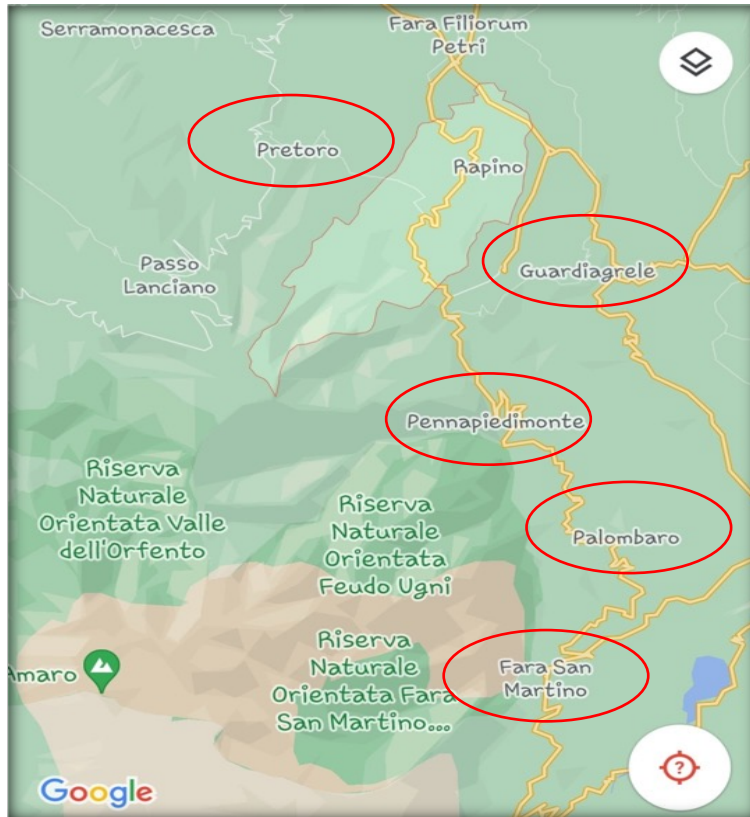 Serramonacesca
Fara Filiorum
Petri
Pretoro
Rapino
Passo
Lanciano
Guardiagrele
Pennapiedimonte
Riserva
Naturale
Orientata Valle
dell'Orfento
Riserva
Naturale
Orientata
Feudo Ugni
Palombaro
Amaro
Riserva
Naturale
Orientata Fara
San Martino...
Fara San
Martino
Google
?